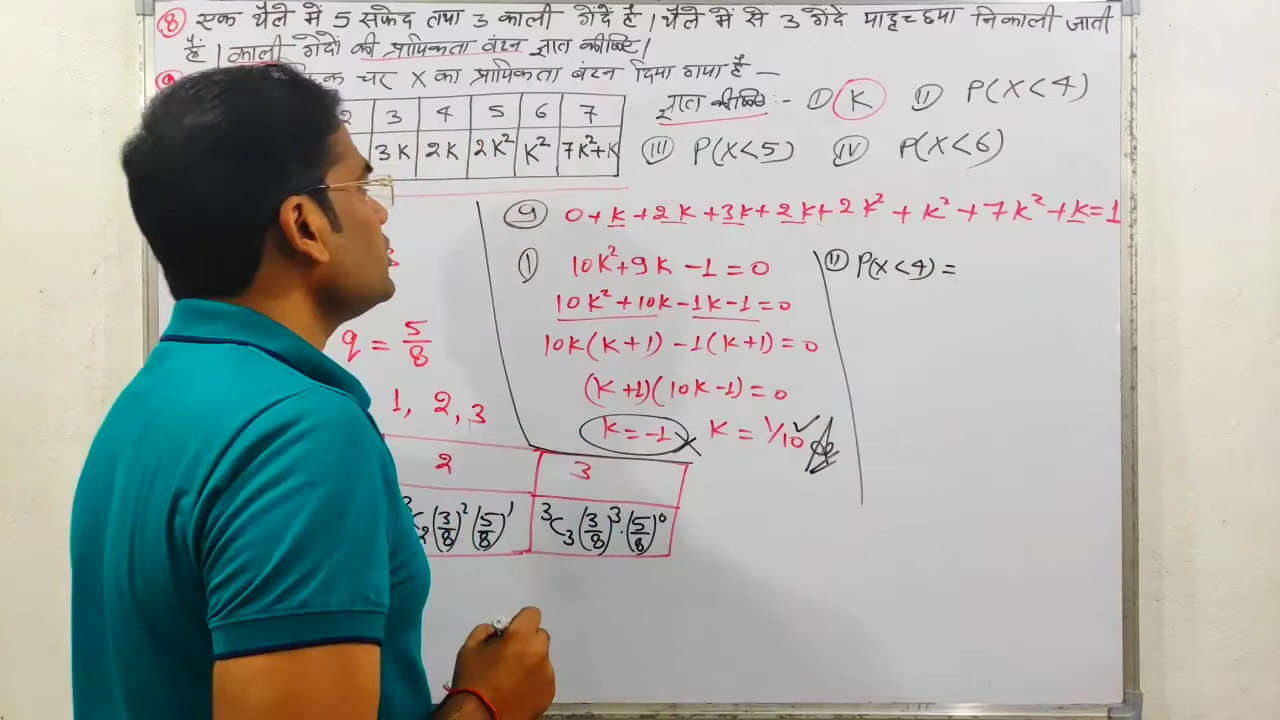 ⑧ एक थैले में 5 सफेद तथा 3 काली गेंदें है । थैले में से 3 गेंदें यादृच्छया निकाली जाती
हैं । काली गेंदों की प्रायिकता बंटन ज्ञात कीजिए ।
चर X का प्रायिकता बंटन दिया गया है —
2 3 4 5 6 7
3K 2K 2K² K² 7K²+K
ज्ञात कीजिए :- Ⓘ K Ⓘⓘ P(X<4)
(III) P(X<5) (IV) P(X<6)
⑨ 0+K+2K+3K+2K+2K²+K²+7K²+K=1
Ⓘ 10K²+9K-1=0
10K²+10K-1K-1=0
10K(K+1)-1(K+1)=0
(K+1)(10K-1)=0
K=-1 × K=1/10 ✓
(II) P(X<4)=
q = 5/8
1, 2, 3
2 3
C₂(3/8)²(5/8)¹ ³C₃(3/8)³·(5/8)⁰